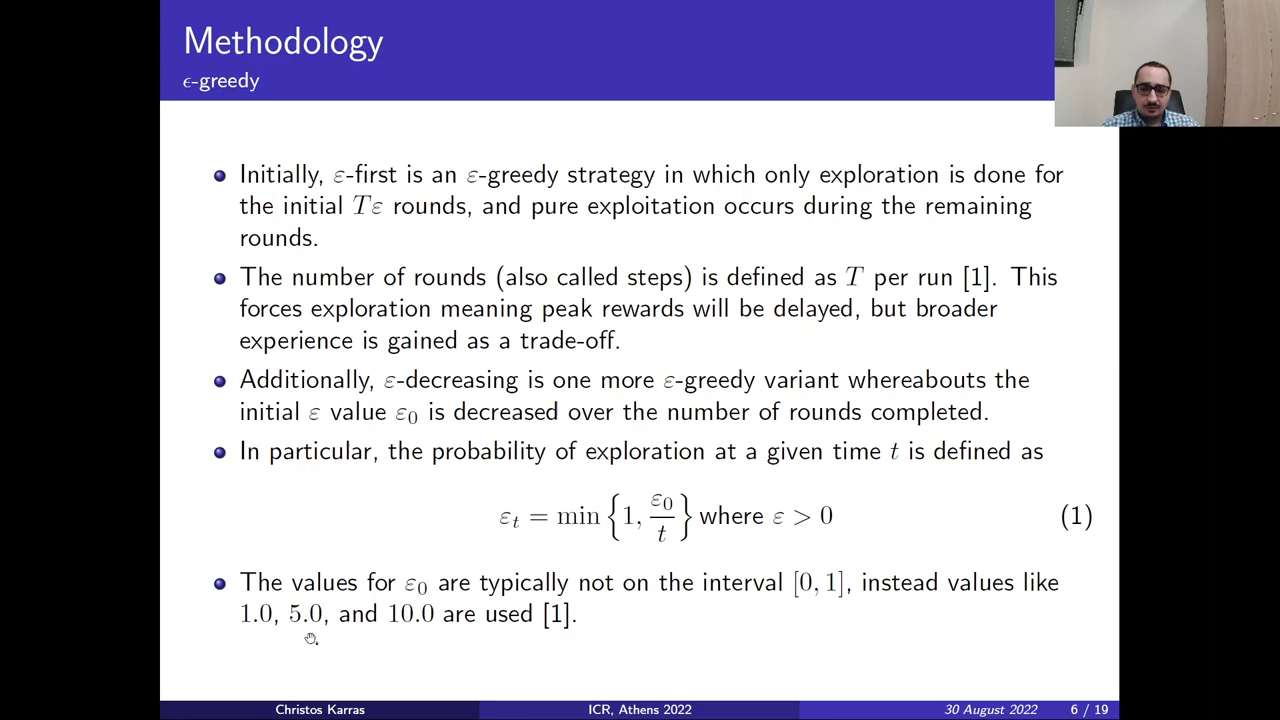 Methodology
ϵ-greedy
Initially, ε-first is an ε-greedy strategy in which only exploration is done for
the initial Tε rounds, and pure exploitation occurs during the remaining
rounds.
The number of rounds (also called steps) is defined as T per run [1]. This
forces exploration meaning peak rewards will be delayed, but broader
experience is gained as a trade-off.
Additionally, ε-decreasing is one more ε-greedy variant whereabouts the
initial ε value ε₀ is decreased over the number of rounds completed.
In particular, the probability of exploration at a given time t is defined as
εₜ = min {1, ε₀/t} where ε > 0 (1)
The values for ε₀ are typically not on the interval [0, 1], instead values like
1.0, 5.0, and 10.0 are used [1].
Christos Karras ICR, Athens 2022 30 August 2022 6 / 19